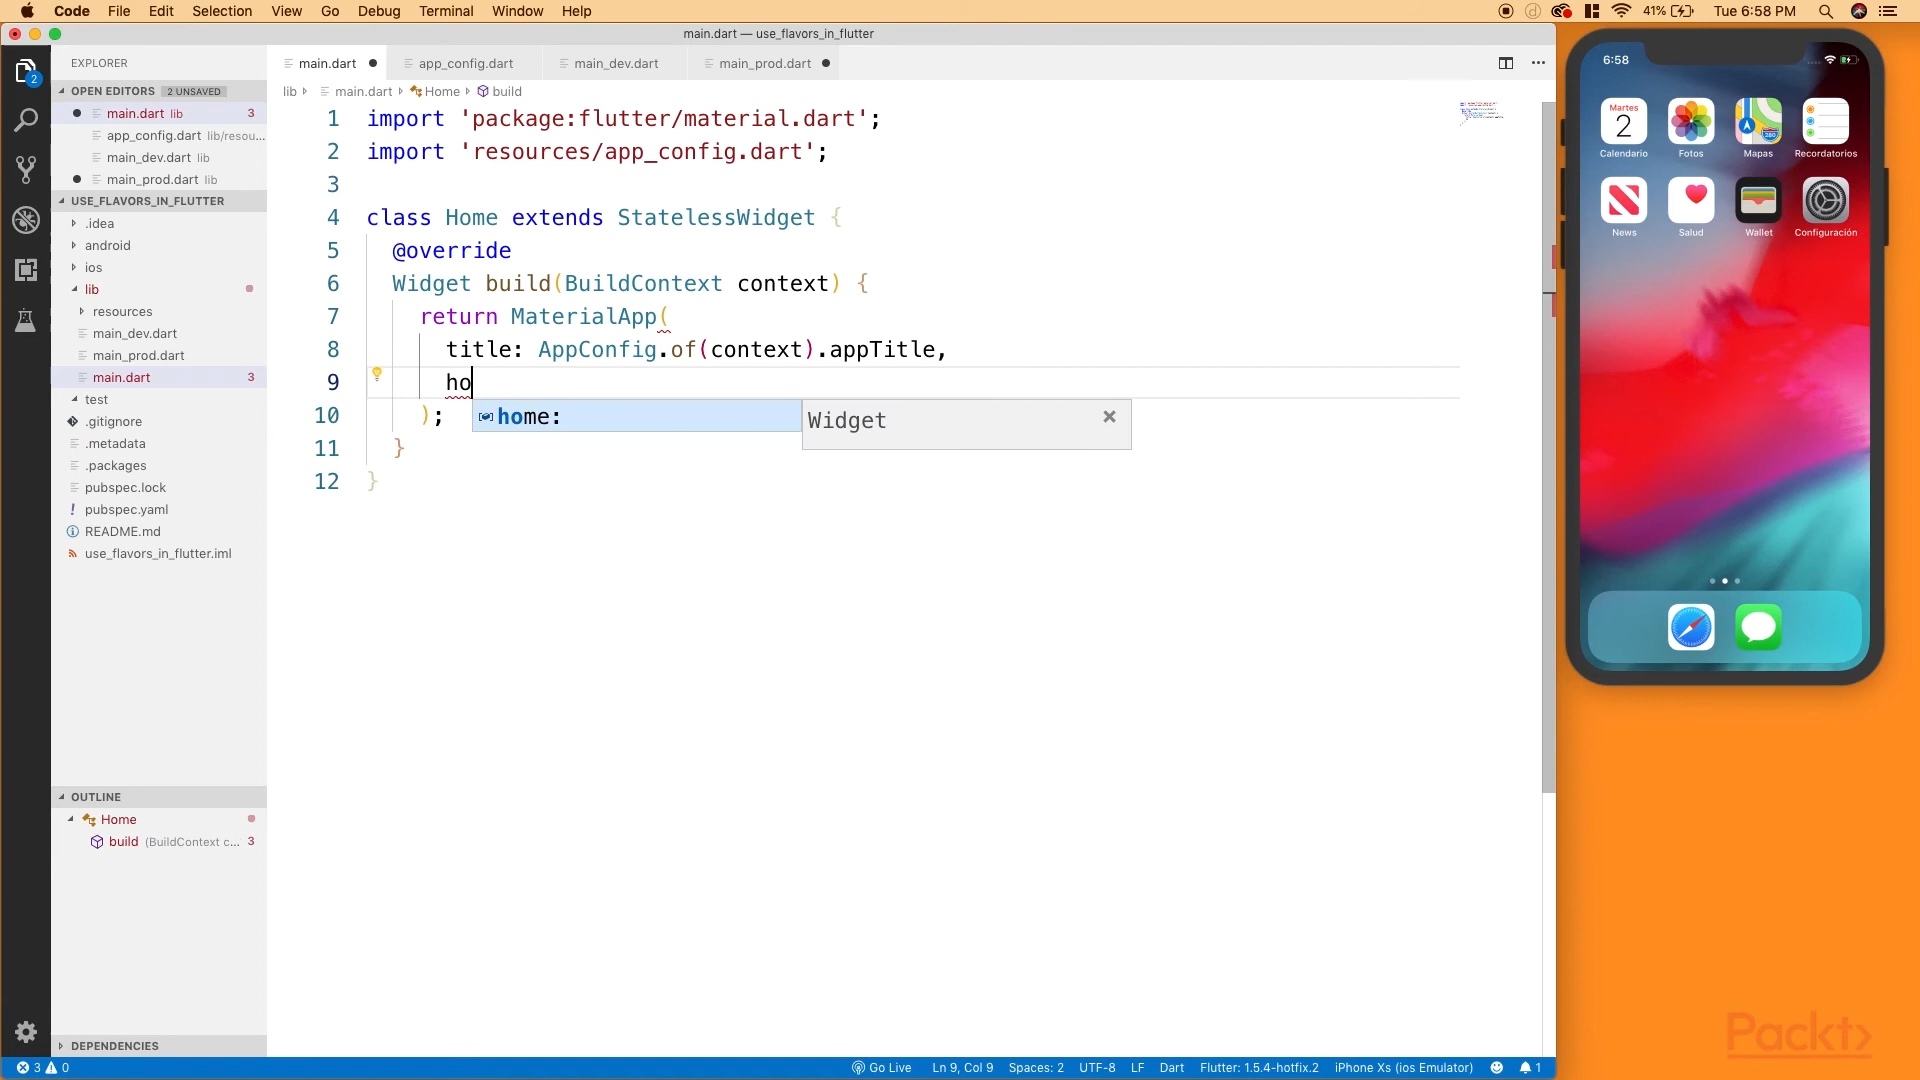 Code File Edit Selection View Go Debug Terminal Window Help 41% Tue 6:58 PM
main.dart — use_flavors_in_flutter
EXPLORER
OPEN EDITORS 2 UNSAVED
main.dart lib 3
app_config.dart lib/resou...
main_dev.dart lib
main_prod.dart lib
USE_FLAVORS_IN_FLUTTER
.idea
android
ios
lib
resources
main_dev.dart
main_prod.dart
main.dart 3
test
.gitignore
.metadata
.packages
pubspec.lock
pubspec.yaml
README.md
use_flavors_in_flutter.iml
OUTLINE
Home
build (BuildContext c... 3
DEPENDENCIES
2
main.dart app_config.dart main_dev.dart main_prod.dart
lib main.dart Home build
1 import 'package:flutter/material.dart';
2 import 'resources/app_config.dart';
3
4 class Home extends StatelessWidget {
5 @override
6 Widget build(BuildContext context) {
7 return MaterialApp(
8 title: AppConfig.of(context).appTitle,
9 ho
10 );
11 }
12 }
home:
Widget
3 0 Go Live Ln 9, Col 9 Spaces: 2 UTF-8 LF Dart Flutter: 1.5.4-hotfix.2 iPhone Xs (ios Emulator) 1
6:58
Martes
2
280
Calendario Fotos Mapas Recordatorios
News Salud Wallet Configuración
Packt>